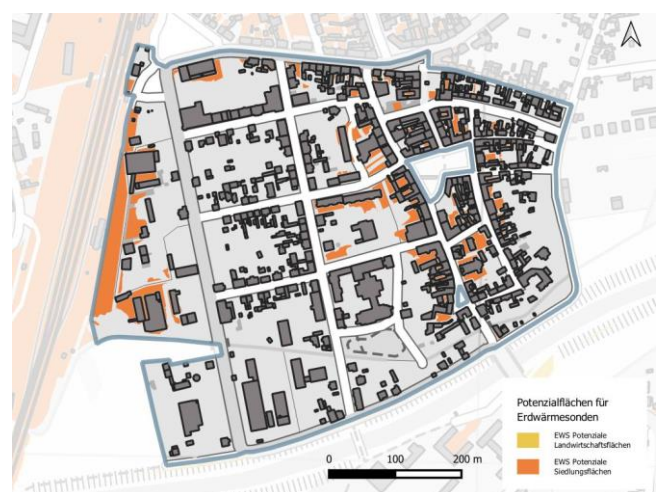 Potenzialflächen für
Erdwärmesonden
EWS Potenziale
Landwirtschaftsflächen
EWS Potenziale
Siedlungsflächen
0 100 200 m